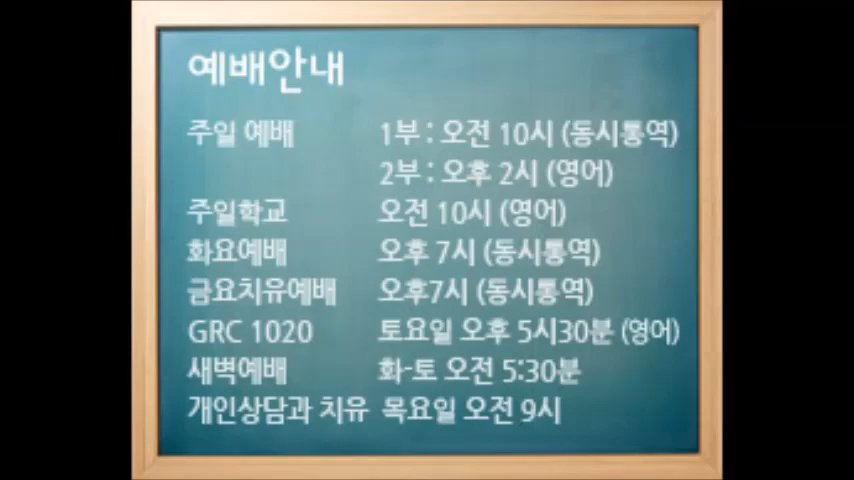 예배안내
주일 예배 1부 : 오전 10시 (동시통역)
2부 : 오후 2시 (영어)
주일학교 오전 10시 (영어)
화요예배 오후 7시 (동시통역)
금요치유예배 오후7시 (동시통역)
GRC 1020 토요일 오후 5시30분 (영어)
새벽예배 화-토 오전 5:30분
개인상담과 치유 목요일 오전 9시